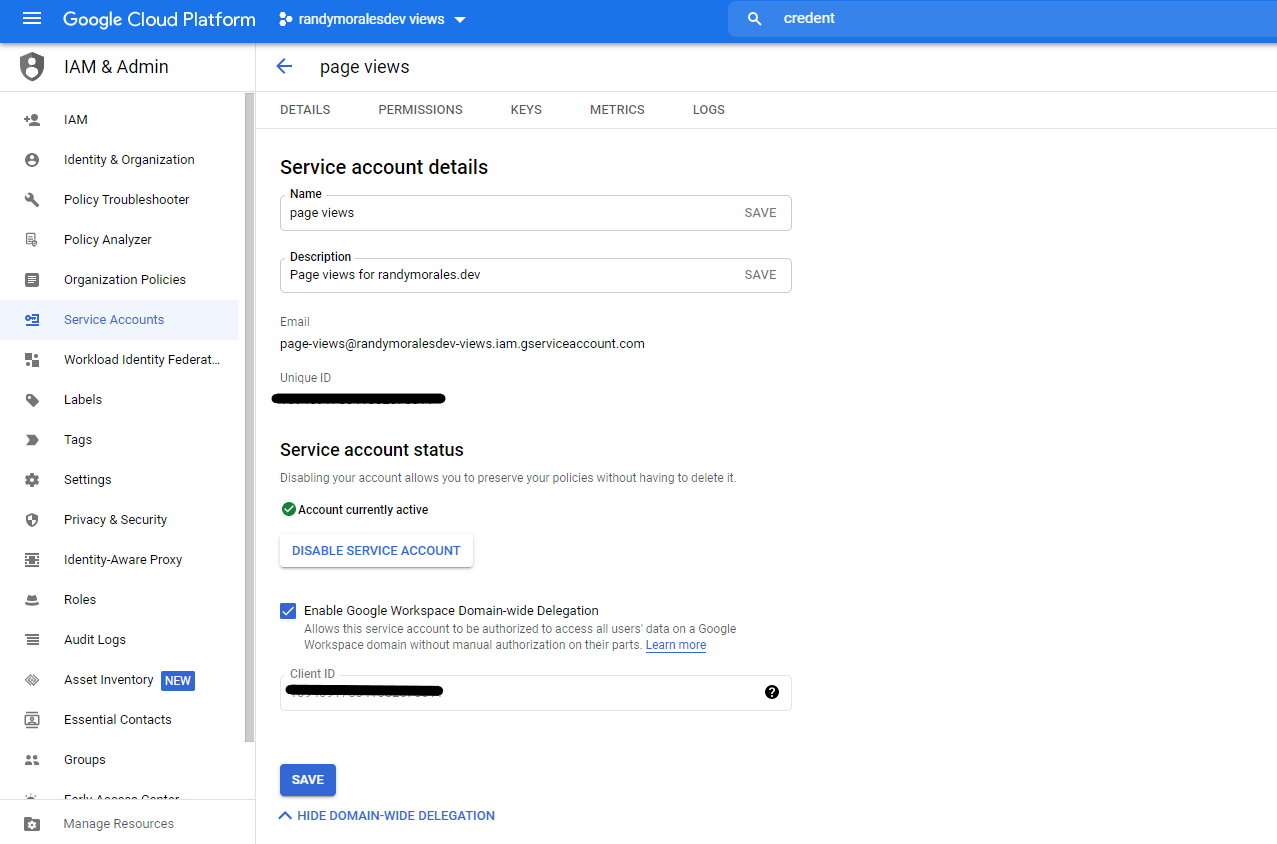 Google Cloud Platform
randymoralesdev views
credent
IAM & Admin
page views
DETAILS
PERMISSIONS
KEYS
METRICS
LOGS
IAM
Identity & Organization
Policy Troubleshooter
Policy Analyzer
Organization Policies
Service Accounts
Workload Identity Federat...
Labels
Tags
Settings
Privacy & Security
Identity-Aware Proxy
Roles
Audit Logs
Asset Inventory NEW
Essential Contacts
Groups
Early Access Center
Manage Resources
Service account details
Name
page views SAVE
Description
Page views for randymorales.dev SAVE
Email
page-views@randymoralesdev-views.iam.gserviceaccount.com
Unique ID
Service account status
Disabling your account allows you to preserve your policies without having to delete it.
Account currently active
DISABLE SERVICE ACCOUNT
Enable Google Workspace Domain-wide Delegation
Allows this service account to be authorized to access all users' data on a Google
Workspace domain without manual authorization on their parts. Learn more
Client ID
SAVE
HIDE DOMAIN-WIDE DELEGATION